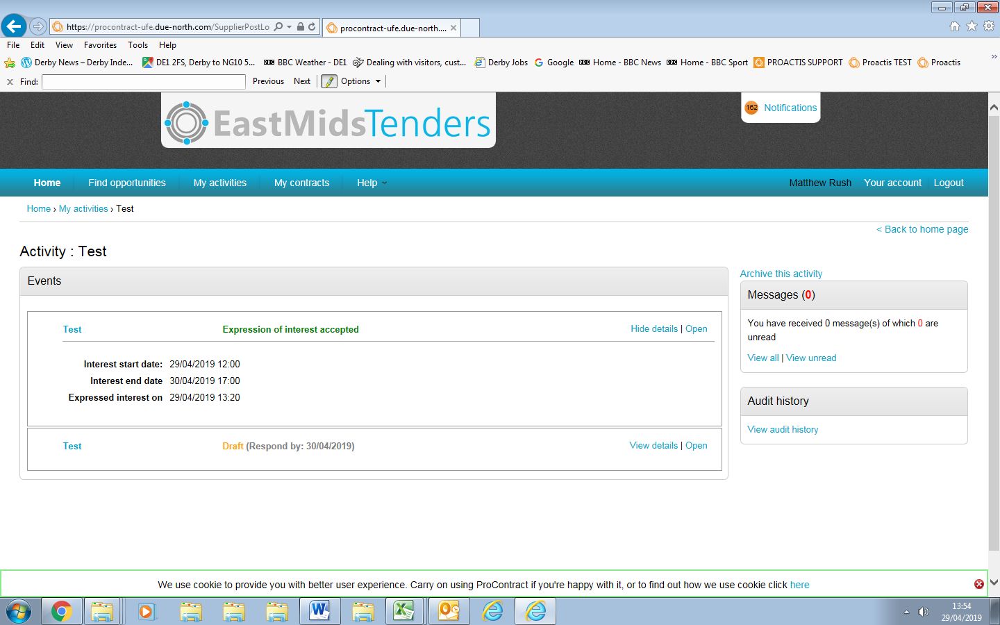 https://procontract-ufe.due-north.com/SupplierPostLo
procontract-ufe.due-north....
File Edit View Favorites Tools Help
Derby News – Derby Inde... DE1 2FS, Derby to NG10 5... BBC Weather - DE1 Dealing with visitors, cust... Derby Jobs Google Home - BBC News Home - BBC Sport PROACTIS SUPPORT Proactis TEST Proactis
Find: Previous Next Options
EastMidsTenders
162 Notifications
Home Find opportunities My activities My contracts Help Matthew Rush Your account Logout
Home › My activities › Test
< Back to home page
Activity : Test
Events
Test Expression of interest accepted Hide details | Open
Interest start date: 29/04/2019 12:00
Interest end date 30/04/2019 17:00
Expressed interest on 29/04/2019 13:20
Test Draft (Respond by: 30/04/2019) View details | Open
Archive this activity
Messages (0)
You have received 0 message(s) of which 0 are
unread
View all | View unread
Audit history
View audit history
We use cookie to provide you with better user experience. Carry on using ProContract if you're happy with it, or to find out how we use cookie click here
13:54
29/04/2019